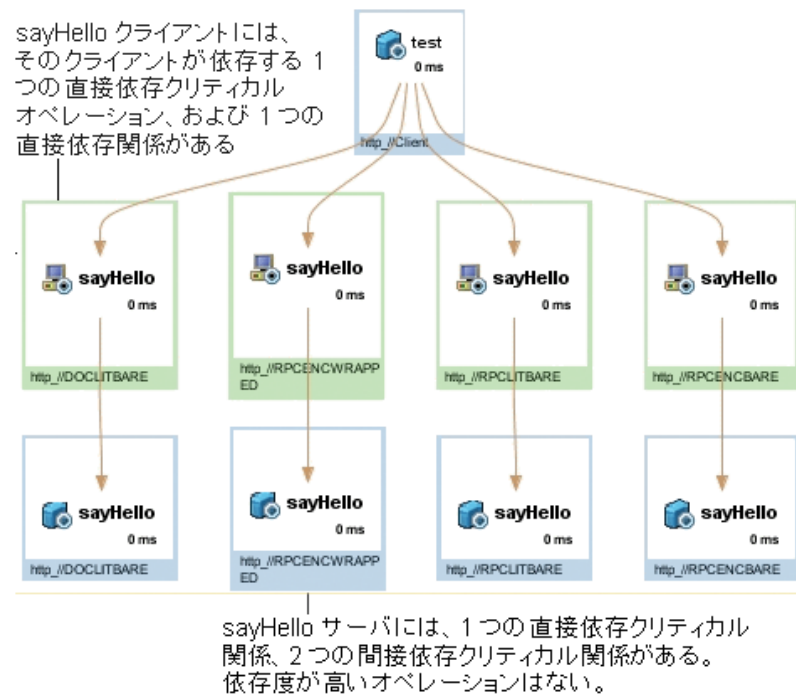 sayHello クライアントには、
そのクライアントが依存する 1
つの直接依存クリティカル
オペレーション、および 1 つの
直接依存関係がある
test
0 ms
http_//Client
sayHello
0 ms
http_//DOCLITBARE
sayHello
0 ms
http_//RPCENCWRAPP
ED
sayHello
0 ms
http_//RPCLITBARE
sayHello
0 ms
http_//RPCENCBARE
sayHello
0 ms
http_//DOCLITBARE
sayHello
0 ms
http_//RPCENCWRAPP
ED
sayHello
0 ms
http_//RPCLITBARE
sayHello
0 ms
http_//RPCENCBARE
sayHello サーバには、1 つの直接依存クリティカル
関係、2 つの間接依存クリティカル関係がある。
依存度が高いオペレーションはない。